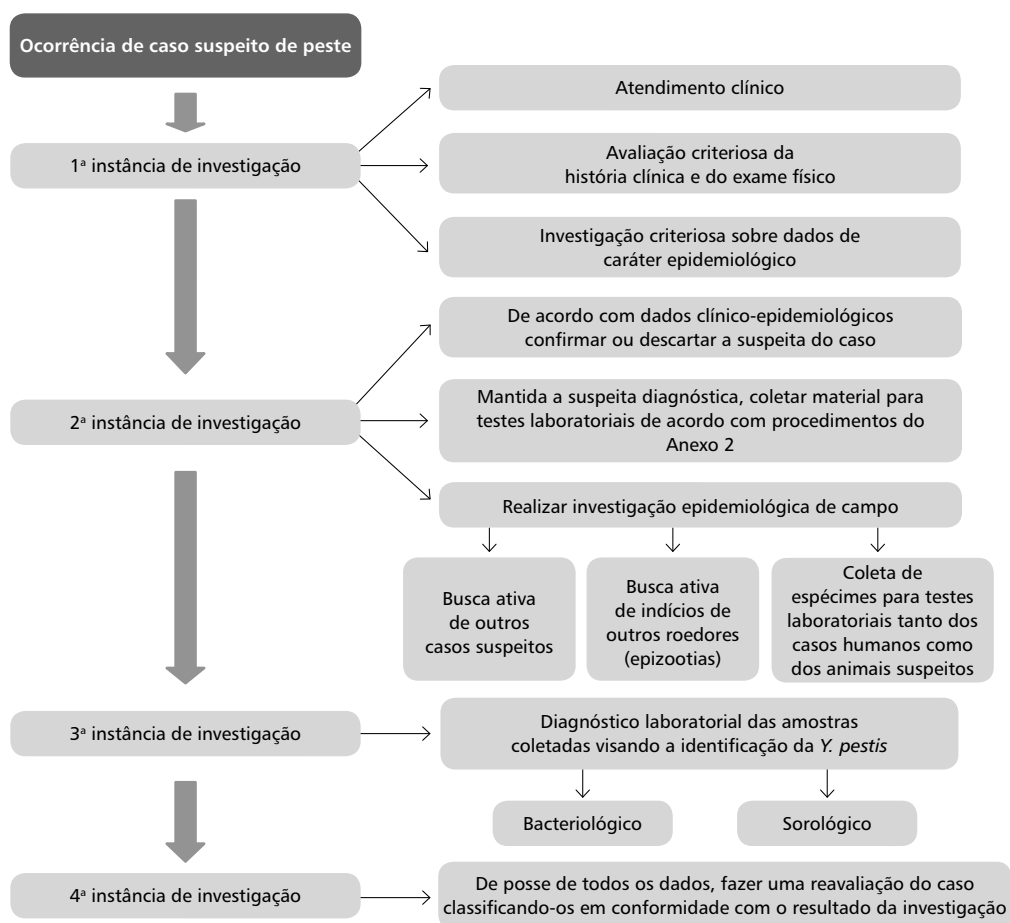 Ocorrência de caso suspeito de peste
Atendimento clínico
1ª instância de investigação
Avaliação criteriosa da
história clínica e do exame físico
Investigação criteriosa sobre dados de
caráter epidemiológico
De acordo com dados clínico-epidemiológicos
confirmar ou descartar a suspeita do caso
2ª instância de investigação
Mantida a suspeita diagnóstica, coletar material para
testes laboratoriais de acordo com procedimentos do
Anexo 2
Realizar investigação epidemiológica de campo
Busca ativa
de outros
casos suspeitos
Busca ativa
de indícios de
outros roedores
(epizootias)
Coleta de
espécimes para testes
laboratoriais tanto dos
casos humanos como
dos animais suspeitos
3ª instância de investigação
Diagnóstico laboratorial das amostras
coletadas visando a identificação da Y. pestis
Bacteriológico
Sorológico
4ª instância de investigação
De posse de todos os dados, fazer uma reavaliação do caso
classificando-os em conformidade com o resultado da investigação